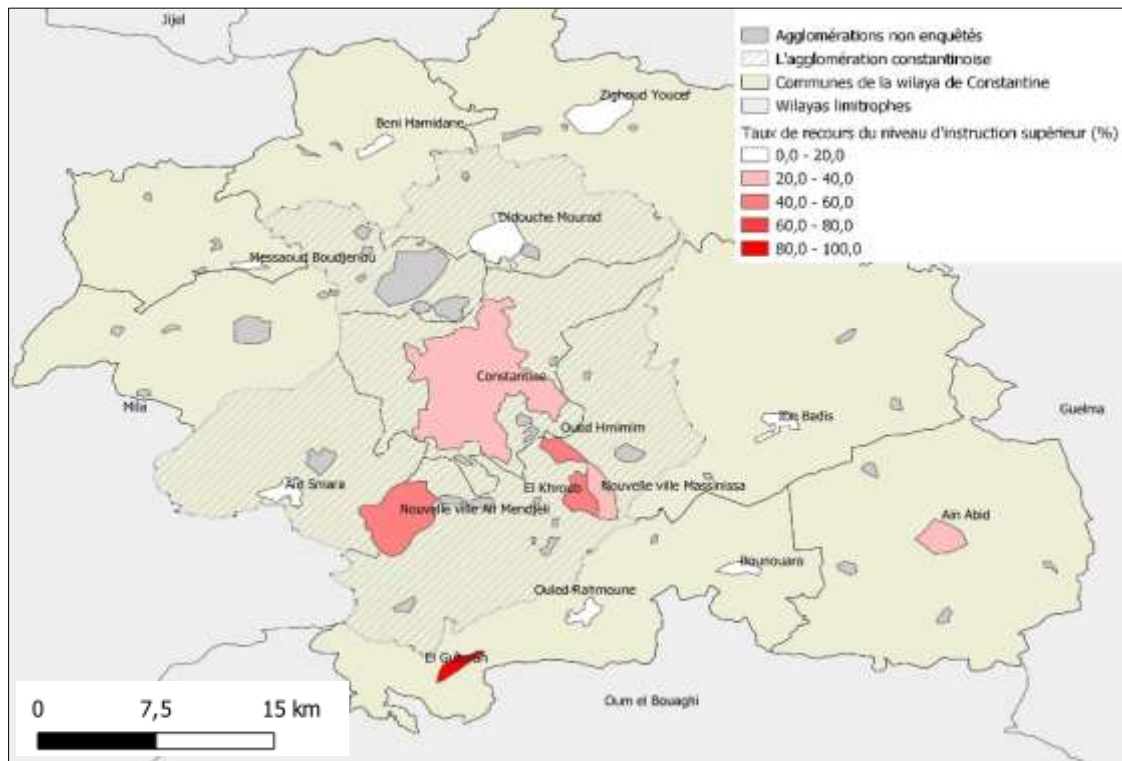 Jijel
Agglomérations non enquêtés
L'agglomération constantinoise
Communes de la wilaya de Constantine
Wilayas limitrophes
Taux de recours du niveau d'instruction supérieur (%)
0,0 - 20,0
20,0 - 40,0
40,0 - 60,0
60,0 - 80,0
80,0 - 100,0
Zighoud Youcef
Beni Hamidane
Didouche Mourad
Messaoud Boudjeriou
Constantine
Mila
Guelma
Ibn Badis
Oued Hmimim
Ain Smara
El Khroub
Nouvelle ville Massinissa
Nouvelle ville Ali Mendjeli
Ain Abid
Bounouara
Ouled Rahmoune
El Guerrah
Oum el Bouaghi
0 7,5 15 km